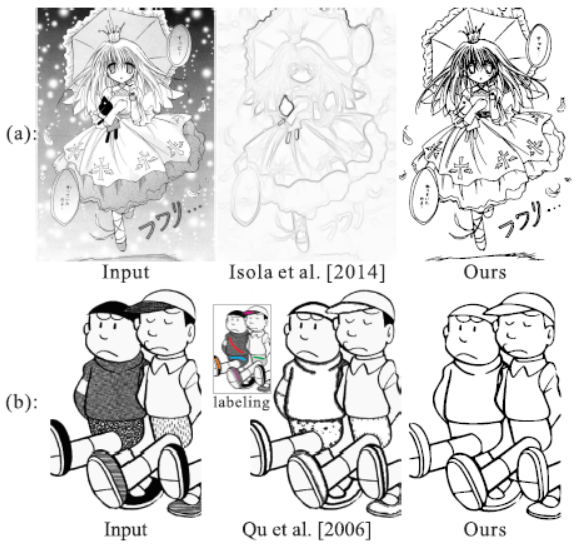 (a):
フワリ…
フワリ…
Input
Isola et al. [2014]
Ours
(b):
labeling
Input
Qu et al. [2006]
Ours